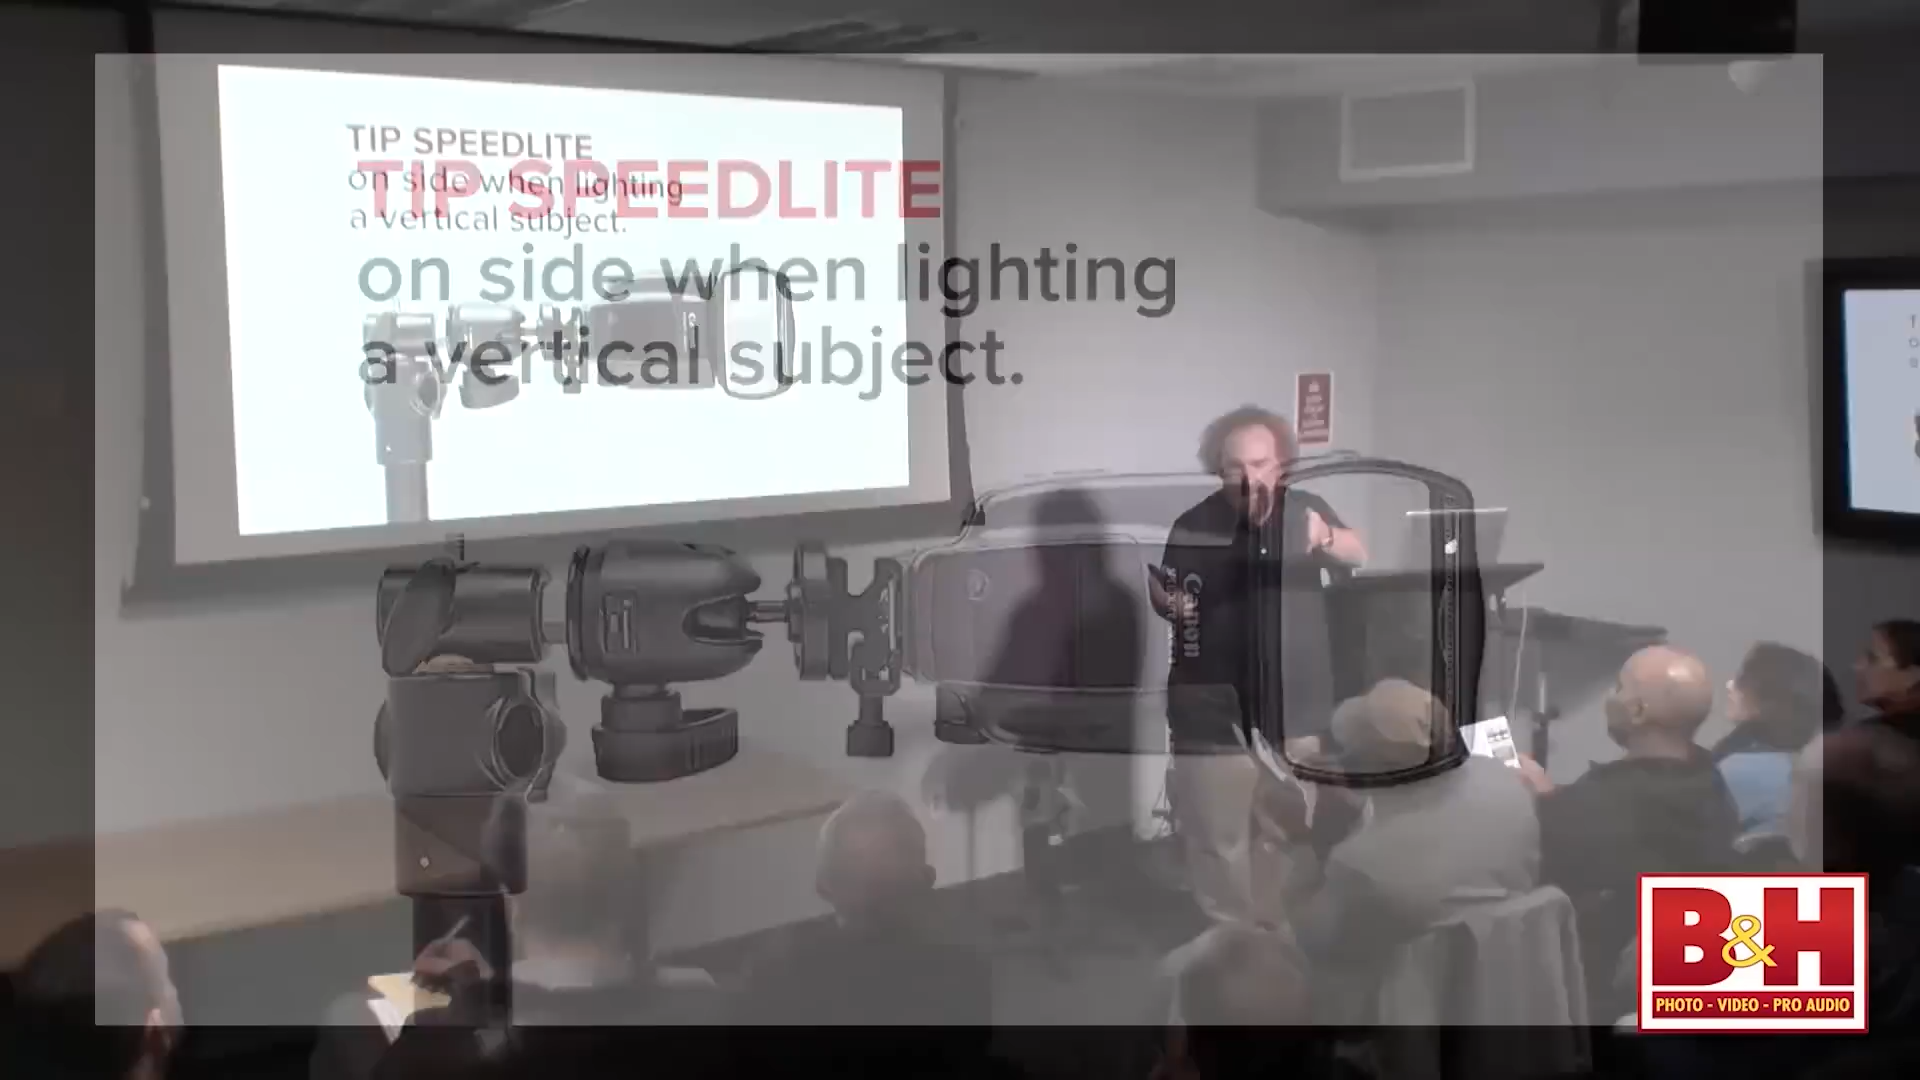 TIP SPEEDLITE
on side when lighting
a vertical subject.
TIP SPEEDLITE
on side when lighting
a vertical subject.
Canon
B&H
PHOTO - VIDEO - PRO AUDIO